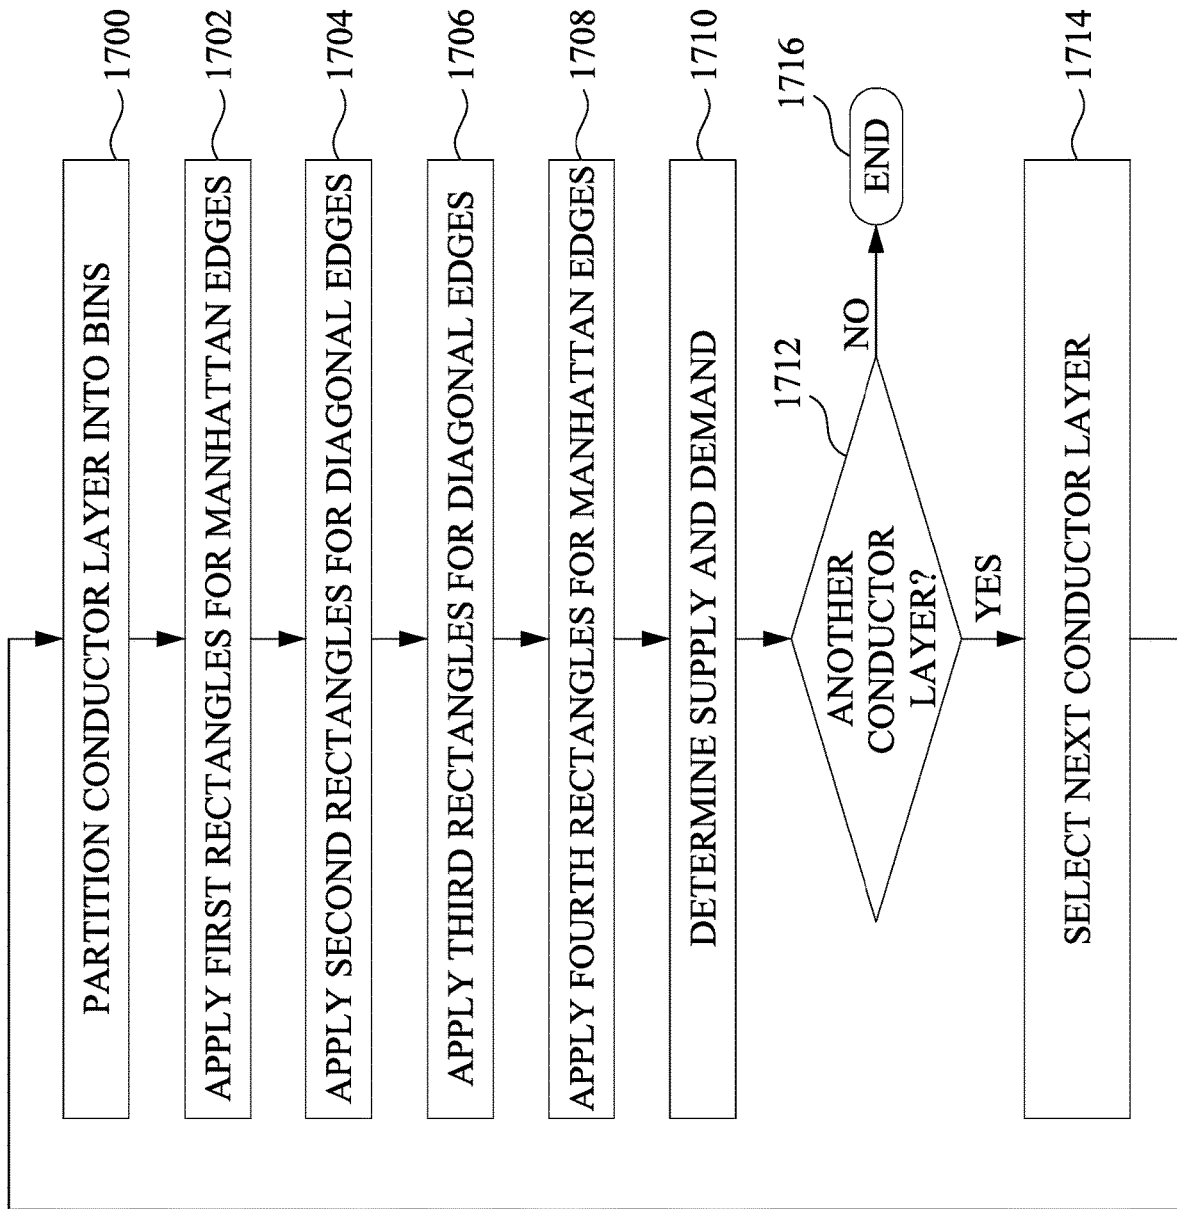 PARTITION CONDUCTOR LAYER INTO BINS
1700
APPLY FIRST RECTANGLES FOR MANHATTAN EDGES
1702
APPLY SECOND RECTANGLES FOR DIAGONAL EDGES
1704
APPLY THIRD RECTANGLES FOR DIAGONAL EDGES
1706
APPLY FOURTH RECTANGLES FOR MANHATTAN EDGES
1708
DETERMINE SUPPLY AND DEMAND
1710
ANOTHER
CONDUCTOR
LAYER?
1712
NO
END
1716
YES
SELECT NEXT CONDUCTOR LAYER
1714